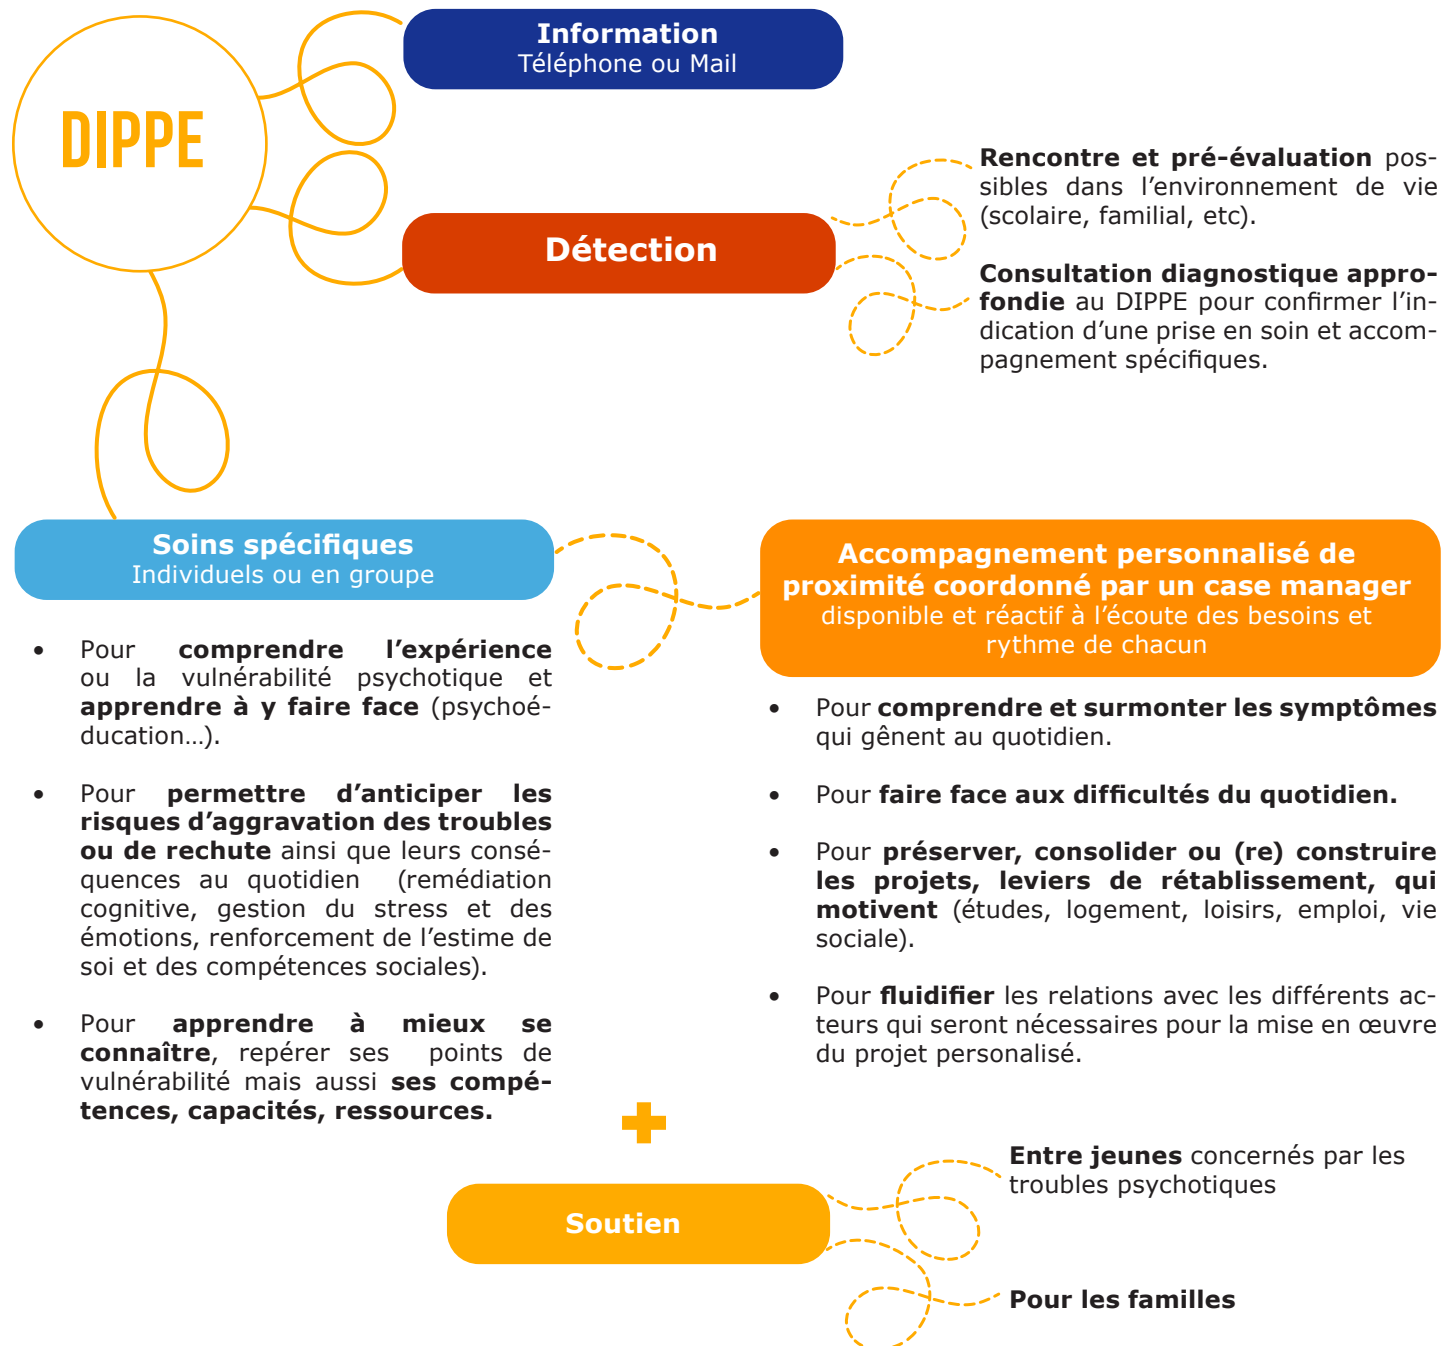 DIPPE
Information
Téléphone ou Mail
Détection
Rencontre et pré-évaluation pos-
sibles dans l’environnement de vie
(scolaire, familial, etc).
Consultation diagnostique appro-
fondie au DIPPE pour confirmer l’in-
dication d’une prise en soin et accom-
pagnement spécifiques.
Soins spécifiques
Individuels ou en groupe
• Pour comprendre l’expérience
ou la vulnérabilité psychotique et
apprendre à y faire face (psychoé-
ducation…).
• Pour permettre d’anticiper les
risques d’aggravation des troubles
ou de rechute ainsi que leurs consé-
quences au quotidien (remédiation
cognitive, gestion du stress et des
émotions, renforcement de l’estime de
soi et des compétences sociales).
• Pour apprendre à mieux se
connaître, repérer ses points de
vulnérabilité mais aussi ses compé-
tences, capacités, ressources.
Accompagnement personnalisé de
proximité coordonné par un case manager
disponible et réactif à l’écoute des besoins et
rythme de chacun
• Pour comprendre et surmonter les symptômes
qui gênent au quotidien.
• Pour faire face aux difficultés du quotidien.
• Pour préserver, consolider ou (re) construire
les projets, leviers de rétablissement, qui
motivent (études, logement, loisirs, emploi, vie
sociale).
• Pour fluidifier les relations avec les différents ac-
teurs qui seront nécessaires pour la mise en œuvre
du projet personalisé.
Soutien
Entre jeunes concernés par les
troubles psychotiques
Pour les familles